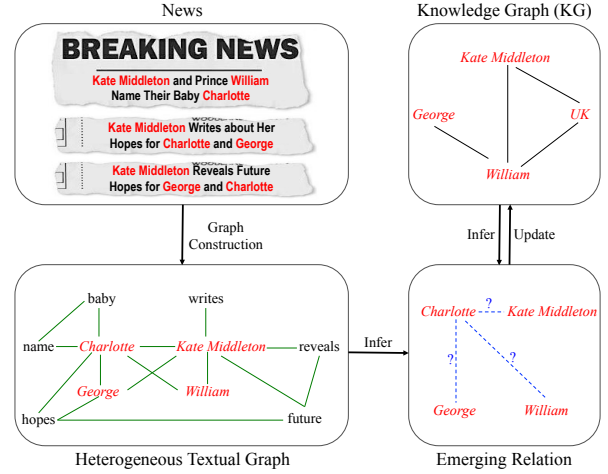 News
BREAKING NEWS
Kate Middleton and Prince William
Name Their Baby Charlotte
Kate Middleton Writes about Her
Hopes for Charlotte and George
Kate Middleton Reveals Future
Hopes for George and Charlotte
Knowledge Graph (KG)
Kate Middleton
George
UK
William
Graph
Construction
Infer
Update
baby
writes
name
Charlotte
Kate Middleton
reveals
George
William
hopes
future
Heterogeneous Textual Graph
Infer
Charlotte
?
Kate Middleton
?
?
George
William
Emerging Relation